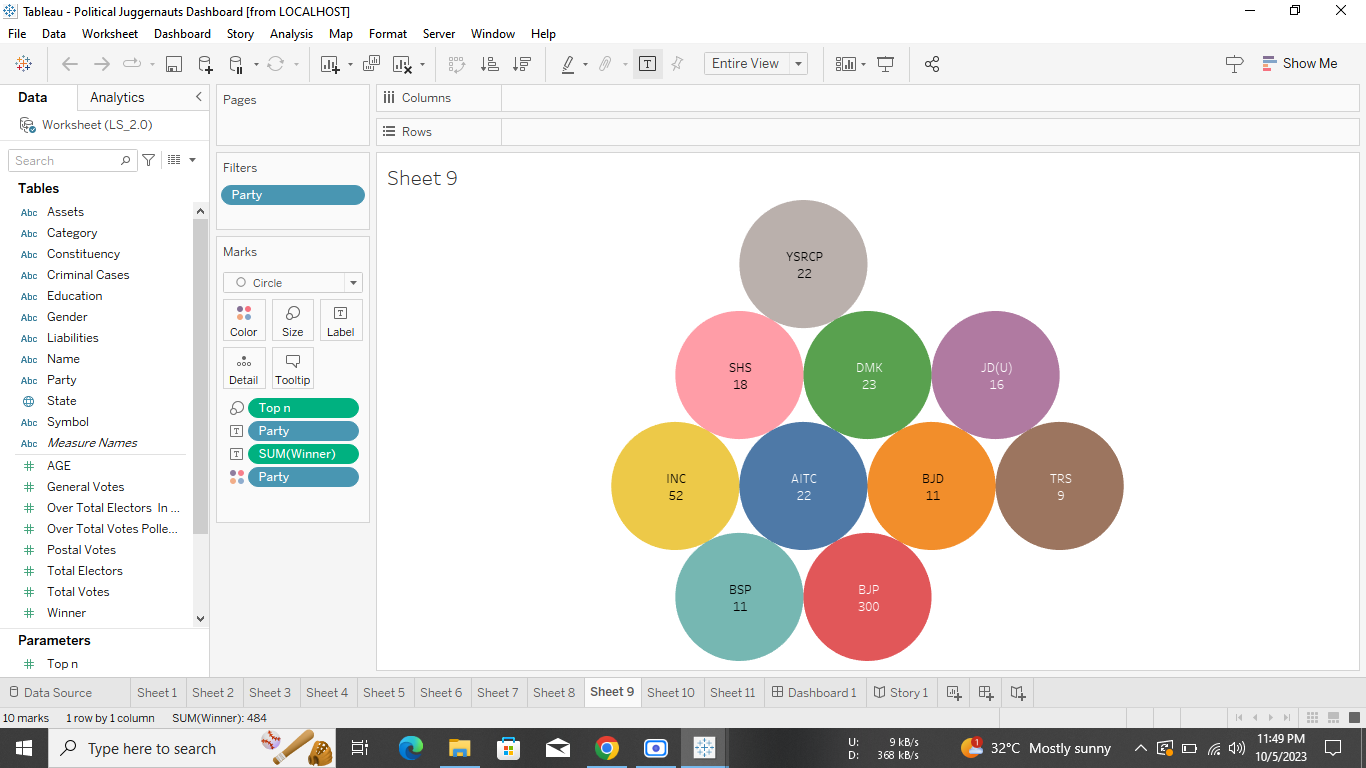 Tableau - Political Juggernauts Dashboard [from LOCALHOST]
File Data Worksheet Dashboard Story Analysis Map Format Server Window Help
Entire View
Show Me
Data Analytics
Worksheet (LS_2.0)
Search
Tables
Abc Assets
Abc Category
Abc Constituency
Abc Criminal Cases
Abc Education
Abc Gender
Abc Liabilities
Abc Name
Abc Party
State
Abc Symbol
Abc Measure Names
# AGE
# General Votes
# Over Total Electors In ...
# Over Total Votes Polle...
# Postal Votes
# Total Electors
# Total Votes
# Winner
Parameters
# Top n
Pages
Filters
Party
Marks
Circle
Color Size Label
Detail Tooltip
Top n
Party
SUM(Winner)
Party
Columns
Rows
Sheet 9
YSRCP
22
SHS
18
DMK
23
JD(U)
16
INC
52
AITC
22
BJD
11
TRS
9
BSP
11
BJP
300
Data Source Sheet 1 Sheet 2 Sheet 3 Sheet 4 Sheet 5 Sheet 6 Sheet 7 Sheet 8 Sheet 9 Sheet 10 Sheet 11 Dashboard 1 Story 1
10 marks 1 row by 1 column SUM(Winner): 484
Type here to search
U: 9 kB/s
D: 368 kB/s
1
32°C Mostly sunny
11:49 PM
10/5/2023